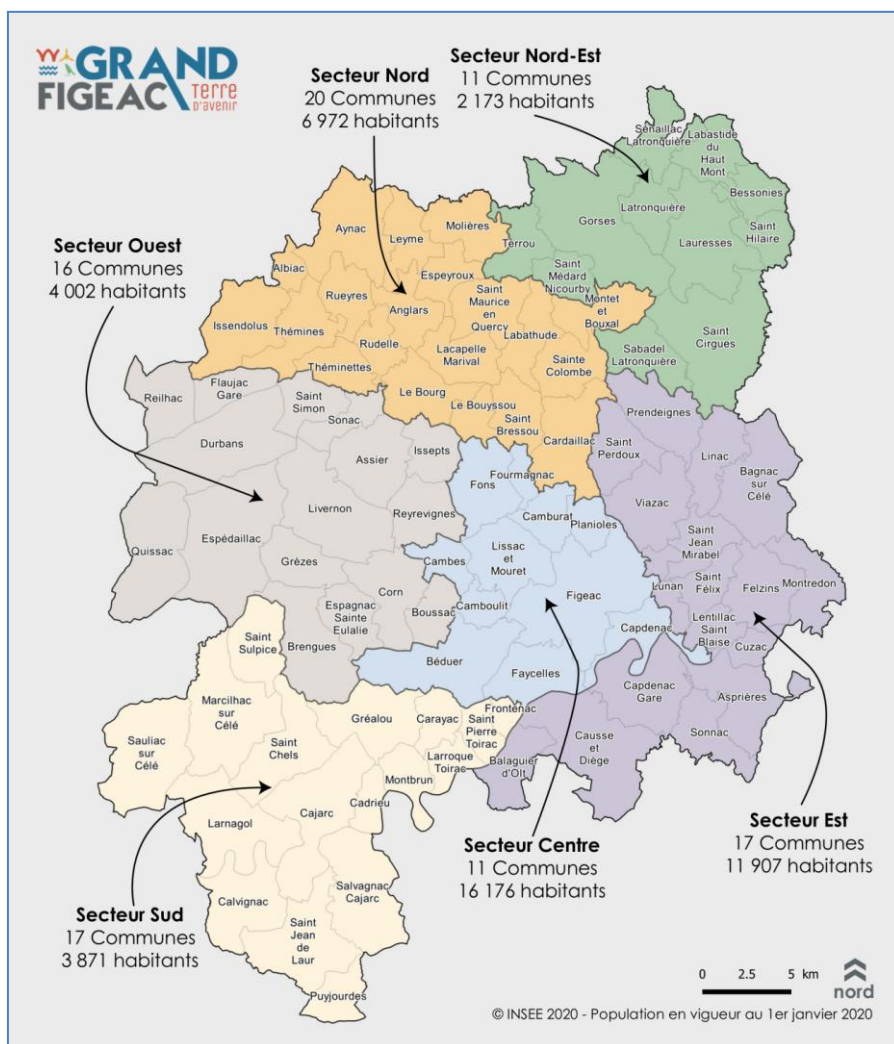 GRAND
FIGEAC
Terre
D'avenir
Secteur Nord-Est
11 Communes
2 173 habitants
Secteur Nord
20 Communes
6 972 habitants
Secteur Ouest
16 Communes
4 002 habitants
Sénaillac
Latronquière
Labastide
du
Haut
Mont
Bessonies
Saint
Hilaire
Latronquière
Gorses
Lauresses
Terrou
Saint
Médard
Nicourby
Saint
Cirgues
Sabadel
Latronquière
Aynac
Leyme
Molières
Albiac
Espeyroux
Rueyres
Anglars
Saint
Maurice
en
Quercy
Montet
et
Bouxal
Issendolus
Thémines
Rudelle
Labathude
Lacapelle
Marival
Sainte
Colombe
Théminettes
Le Bourg
Le Bouyssou
Saint
Bressou
Cardaillac
Reilhac
Flaujac
Gare
Saint
Simon
Sonac
Durbans
Assier
Issepts
Livernon
Reyrevignes
Quissac
Espédaillac
Grèzes
Corn
Espagnac
Sainte
Eulalie
Boussac
Brengues
Fourmagnac
Fons
Camburat
Planioles
Lissac
et
Mouret
Cambes
Camboulit
Figeac
Capdenac
Béduer
Faycelles
Frontenac
Prendeignes
Saint
Perdoux
Linac
Bagnac
sur
Célé
Viazac
Saint
Jean
Mirabel
Lunan
Saint
Félix
Felzins
Montredon
Lentillac
Saint
Blaise
Cuzac
Capdenac
Gare
Asprières
Sonnac
Causse
et
Diège
Balaguier
d'Olt
Saint
Sulpice
Marcilhac
sur
Célé
Sauliac
sur
Célé
Saint
Chels
Gréalou
Carayac
Saint
Pierre
Toirac
Larroque
Toirac
Montbrun
Cadrieu
Cajarc
Larnagol
Calvignac
Salvagnac
Cajarc
Saint
Jean
de
Laur
Puyjourdes
Secteur Est
17 Communes
11 907 habitants
Secteur Centre
11 Communes
16 176 habitants
Secteur Sud
17 Communes
3 871 habitants
0 2.5 5 km
nord
© INSEE 2020 - Population en vigueur au 1er janvier 2020